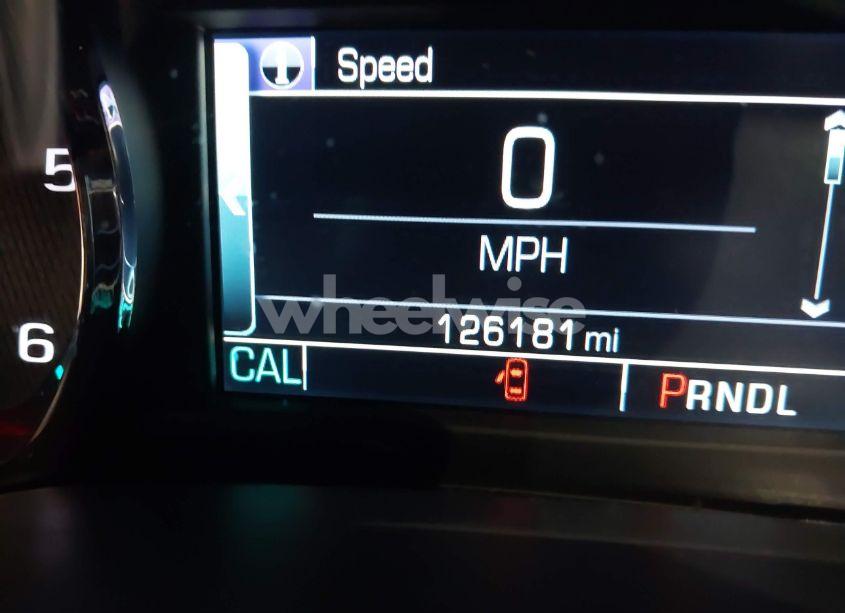 Speed
5
0
MPH
wheelwise
6
126181 mi
CAL
PRNDL